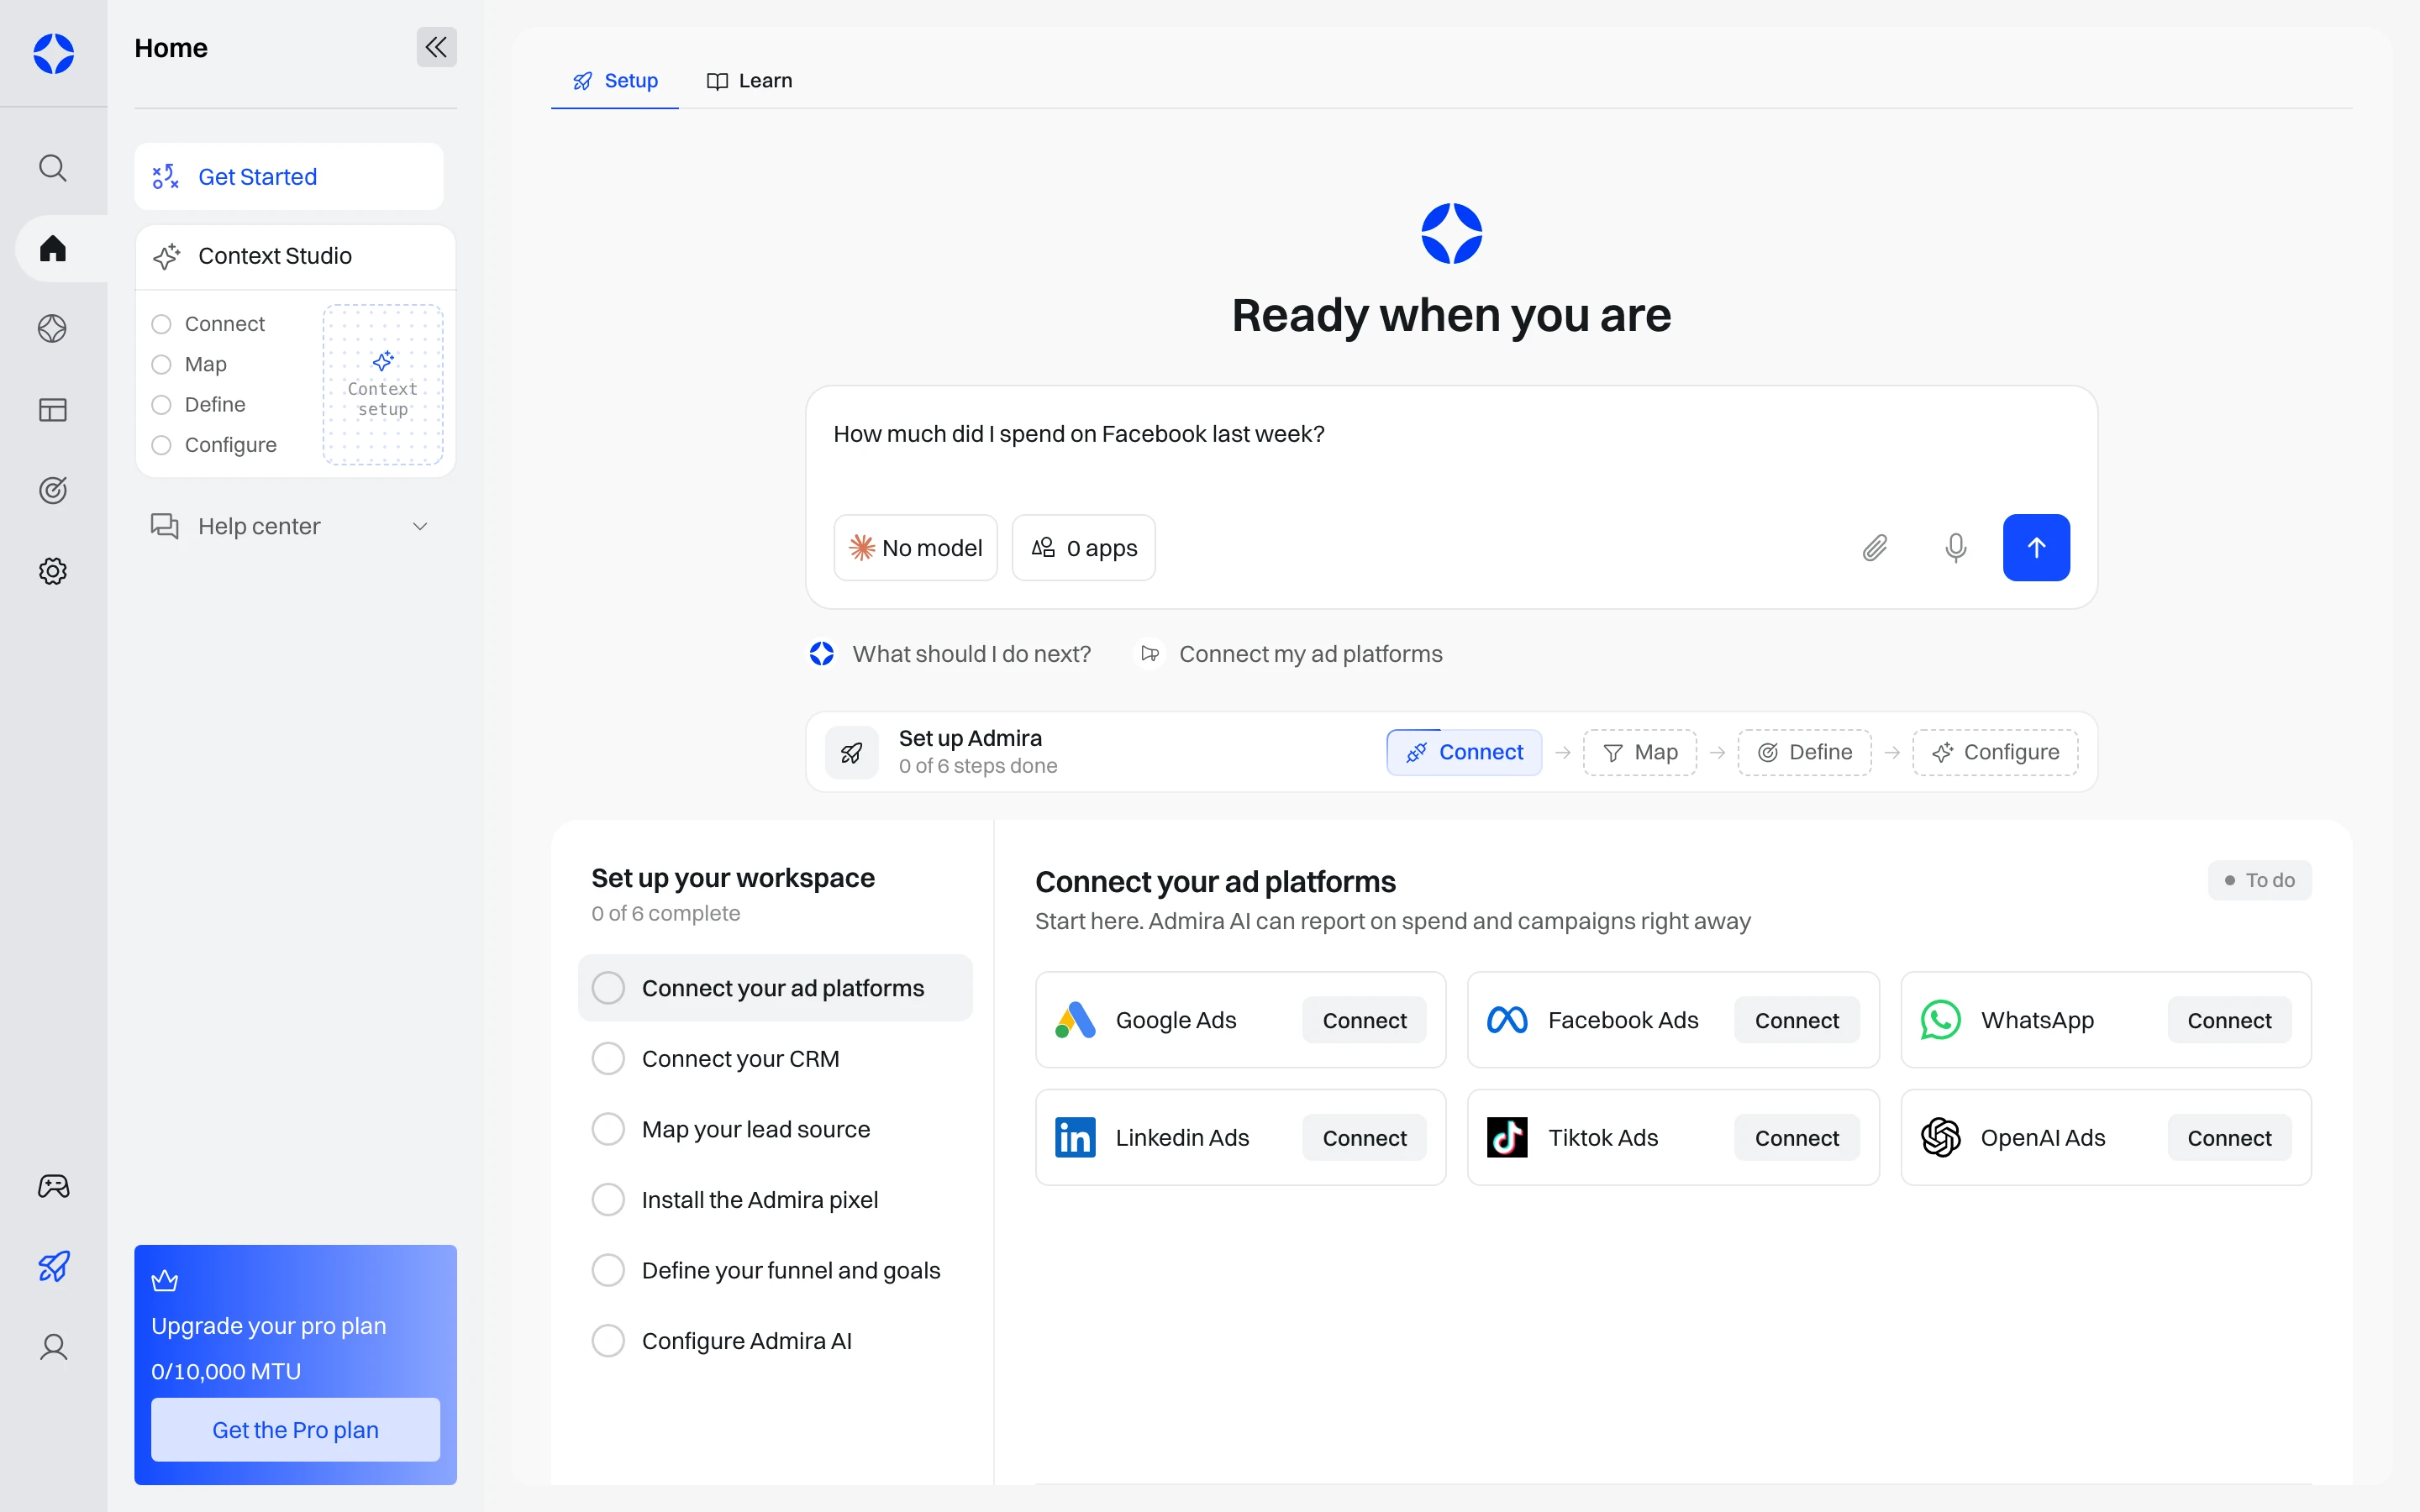 Home
Setup
Learn
Get Started
Context Studio
Connect
Map
Define
Configure
Context
setup
Help center
Ready when you are
How much did I spend on Facebook last week?
No model
0 apps
What should I do next?
Connect my ad platforms
Set up Admira
0 of 6 steps done
Connect
Map
Define
Configure
Set up your workspace
0 of 6 complete
Connect your ad platforms
Connect your CRM
Map your lead source
Install the Admira pixel
Define your funnel and goals
Configure Admira AI
Connect your ad platforms
To do
Start here. Admira AI can report on spend and campaigns right away
Google Ads
Connect
Facebook Ads
Connect
WhatsApp
Connect
in
Linkedin Ads
Connect
Tiktok Ads
Connect
OpenAI Ads
Connect
Upgrade your pro plan
0/10,000 MTU
Get the Pro plan